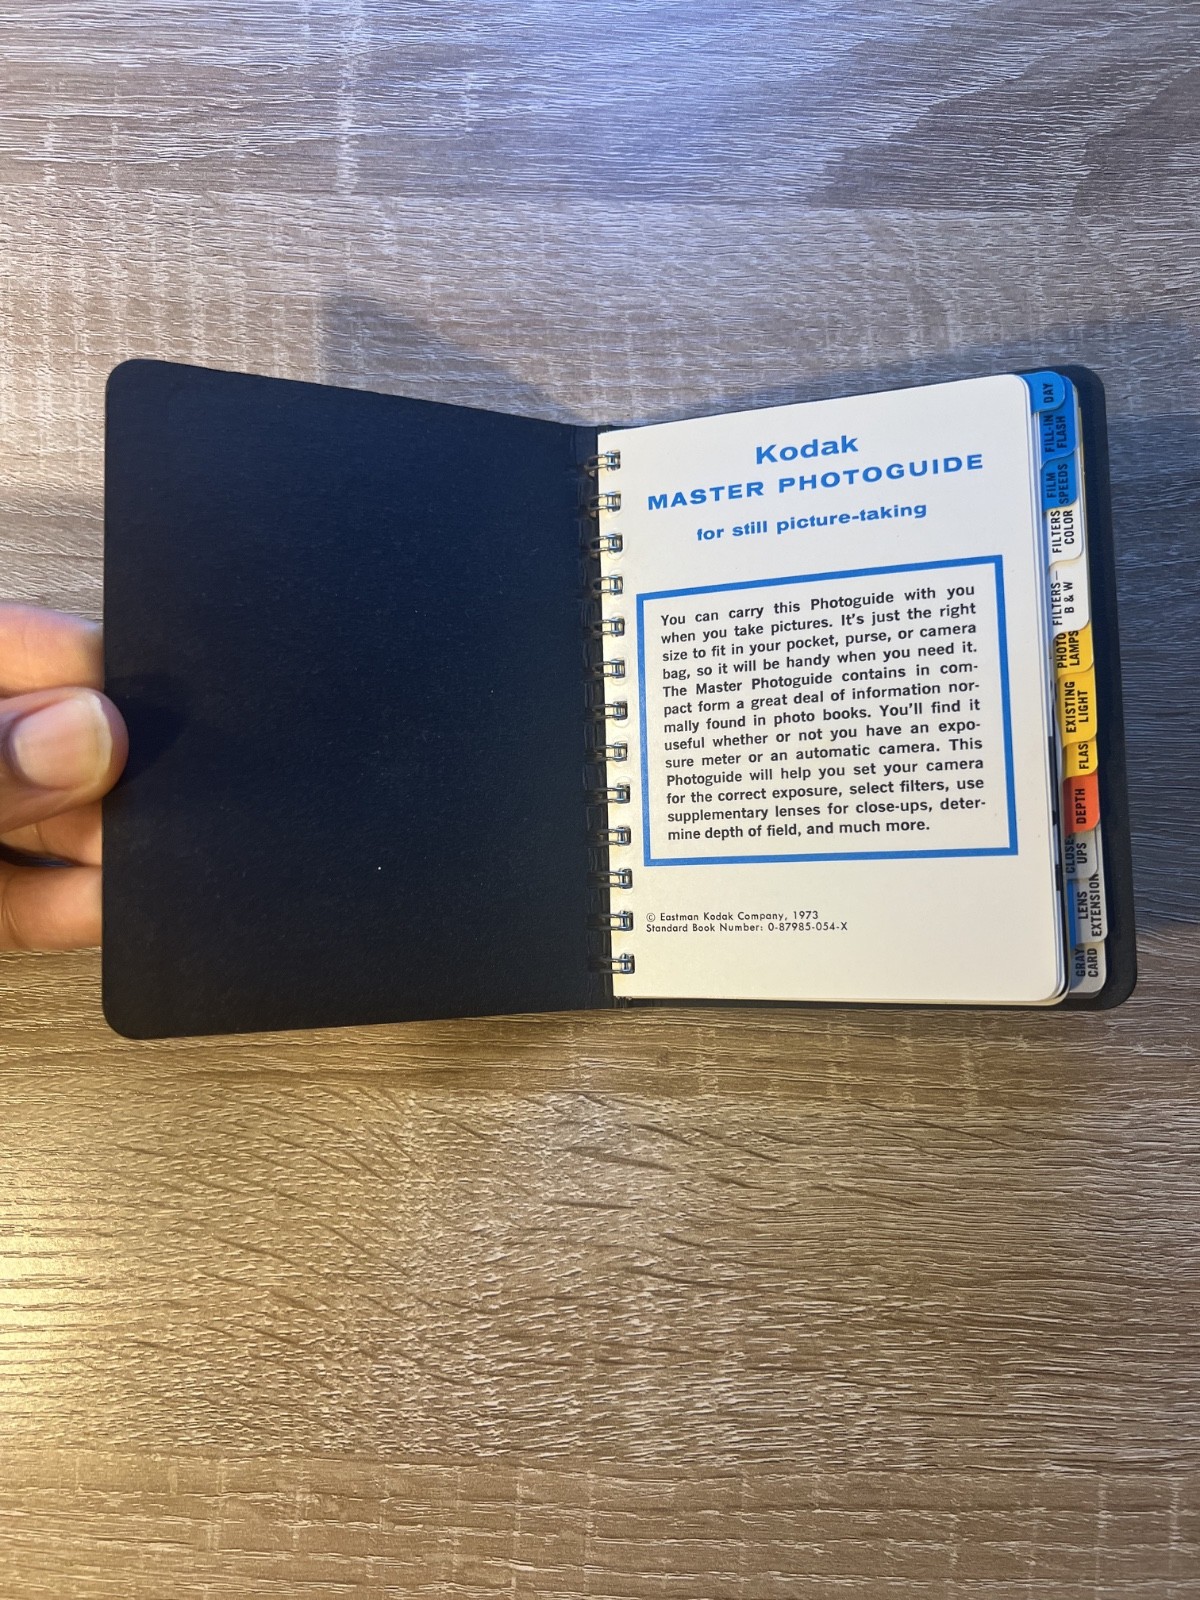 Kodak
MASTER PHOTOGUIDE
for still picture-taking
You can carry this Photoguide with you
when you take pictures. It's just the right
size to fit in your pocket, purse, or camera
bag, so it will be handy when you need it.
The Master Photoguide contains in com-
pact form a great deal of information nor-
mally found in photo books. You'll find it
useful whether or not you have an expo-
sure meter or an automatic camera. This
Photoguide will help you set your camera
for the correct exposure, select filters, use
supplementary lenses for close-ups, deter-
mine depth of field, and much more.
© Eastman Kodak Company, 1973
Standard Book Number: 0-87985-054-X
DAY
FILL-IN
FLASH
FILM
SPEEDS
FILTERS
COLOR
FILTERS—
B & W
PHOTO
LAMPS
EXISTING
LIGHT
FLAS
DEPTH
CLOSE-
UPS
LENS
EXTENSION
GRAY
CARD